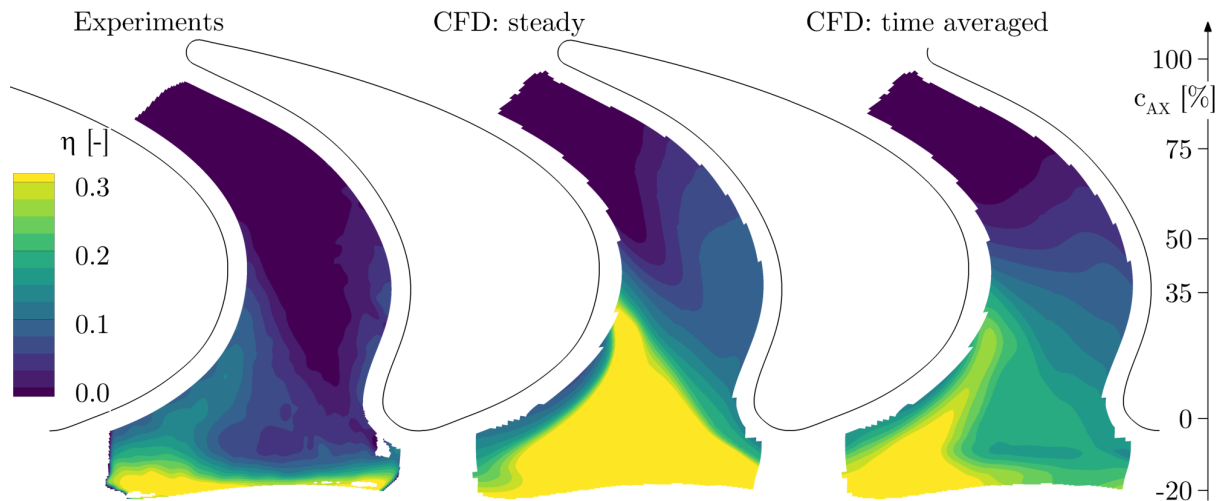 Experiments
CFD: steady
CFD: time averaged
η [-]
0.3
0.2
0.1
0.0
100
c_AX [%]
75
50
35
0
-20